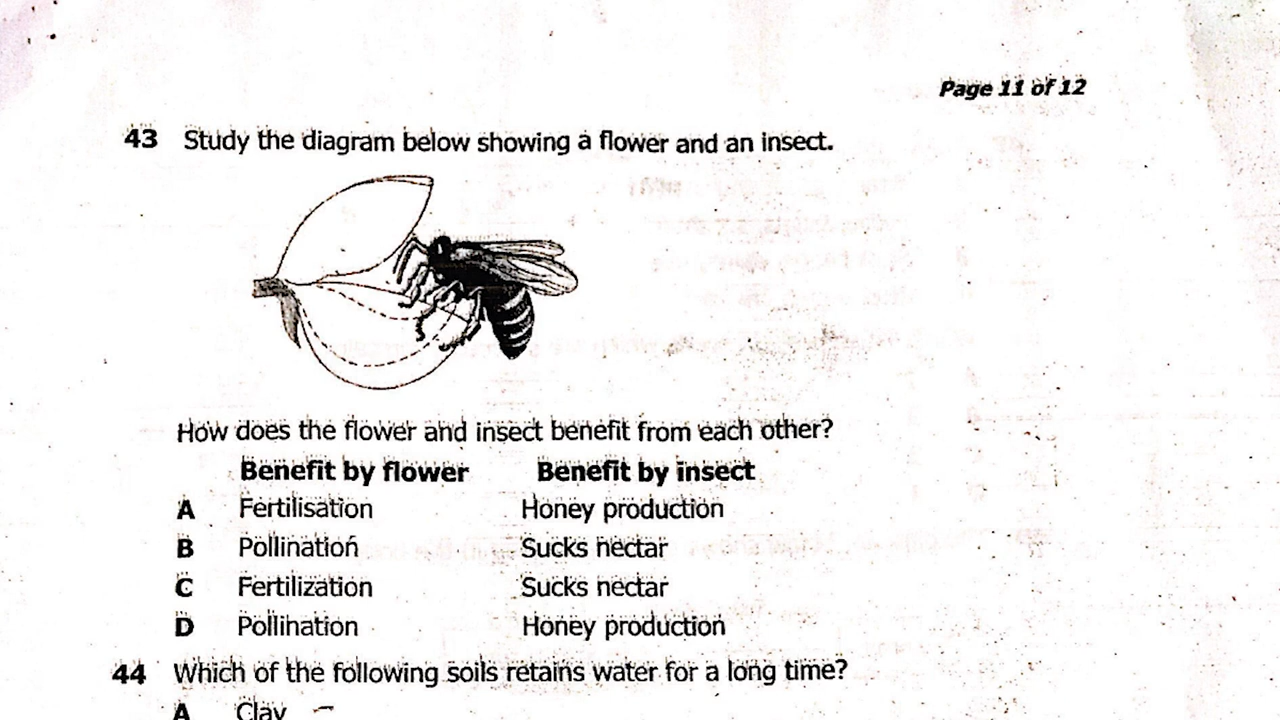 Page 11 of 12
43 Study the diagram below showing a flower and an insect.
How does the flower and insect benefit from each other?
Benefit by flower Benefit by insect
A Fertilisation Honey production
B Pollination Sucks nectar
C Fertilization Sucks nectar
D Pollination Honey production
44 Which of the following soils retains water for a long time?
A Clay